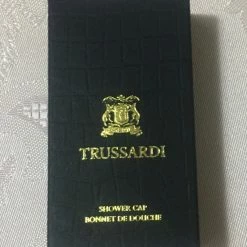 TRUSSARDI
SHOWER CAP
BONNET DE DOUCHE